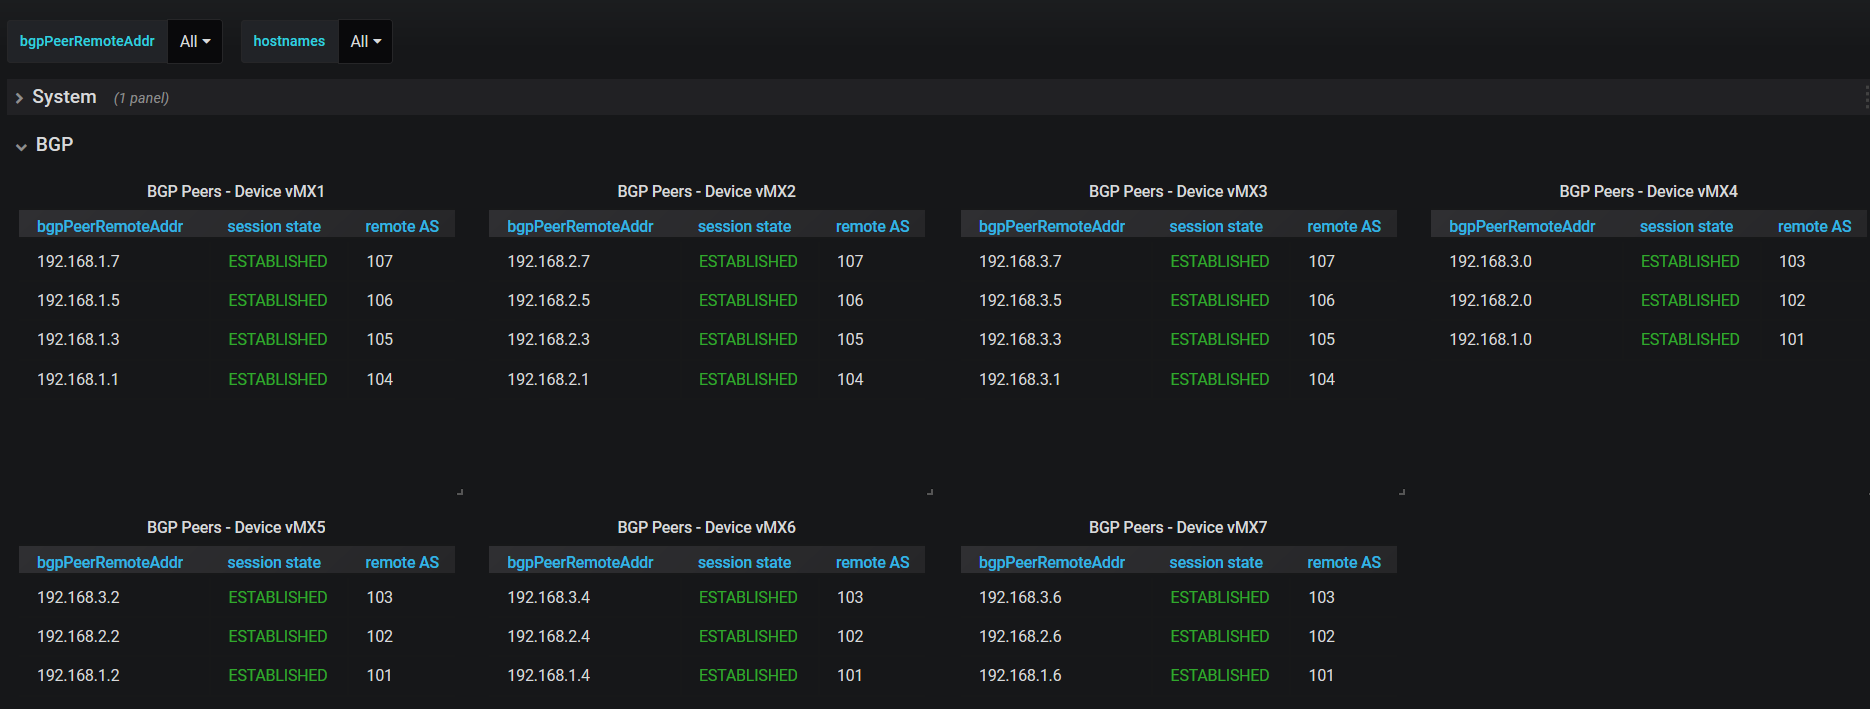 bgpPeerRemoteAddr All hostnames All
System (1 panel)
BGP
BGP Peers - Device vMX1
bgpPeerRemoteAddr session state remote AS
192.168.1.7 ESTABLISHED 107
192.168.1.5 ESTABLISHED 106
192.168.1.3 ESTABLISHED 105
192.168.1.1 ESTABLISHED 104
BGP Peers - Device vMX2
bgpPeerRemoteAddr session state remote AS
192.168.2.7 ESTABLISHED 107
192.168.2.5 ESTABLISHED 106
192.168.2.3 ESTABLISHED 105
192.168.2.1 ESTABLISHED 104
BGP Peers - Device vMX3
bgpPeerRemoteAddr session state remote AS
192.168.3.7 ESTABLISHED 107
192.168.3.5 ESTABLISHED 106
192.168.3.3 ESTABLISHED 105
192.168.3.1 ESTABLISHED 104
BGP Peers - Device vMX4
bgpPeerRemoteAddr session state remote AS
192.168.3.0 ESTABLISHED 103
192.168.2.0 ESTABLISHED 102
192.168.1.0 ESTABLISHED 101
BGP Peers - Device vMX5
bgpPeerRemoteAddr session state remote AS
192.168.3.2 ESTABLISHED 103
192.168.2.2 ESTABLISHED 102
192.168.1.2 ESTABLISHED 101
BGP Peers - Device vMX6
bgpPeerRemoteAddr session state remote AS
192.168.3.4 ESTABLISHED 103
192.168.2.4 ESTABLISHED 102
192.168.1.4 ESTABLISHED 101
BGP Peers - Device vMX7
bgpPeerRemoteAddr session state remote AS
192.168.3.6 ESTABLISHED 103
192.168.2.6 ESTABLISHED 102
192.168.1.6 ESTABLISHED 101